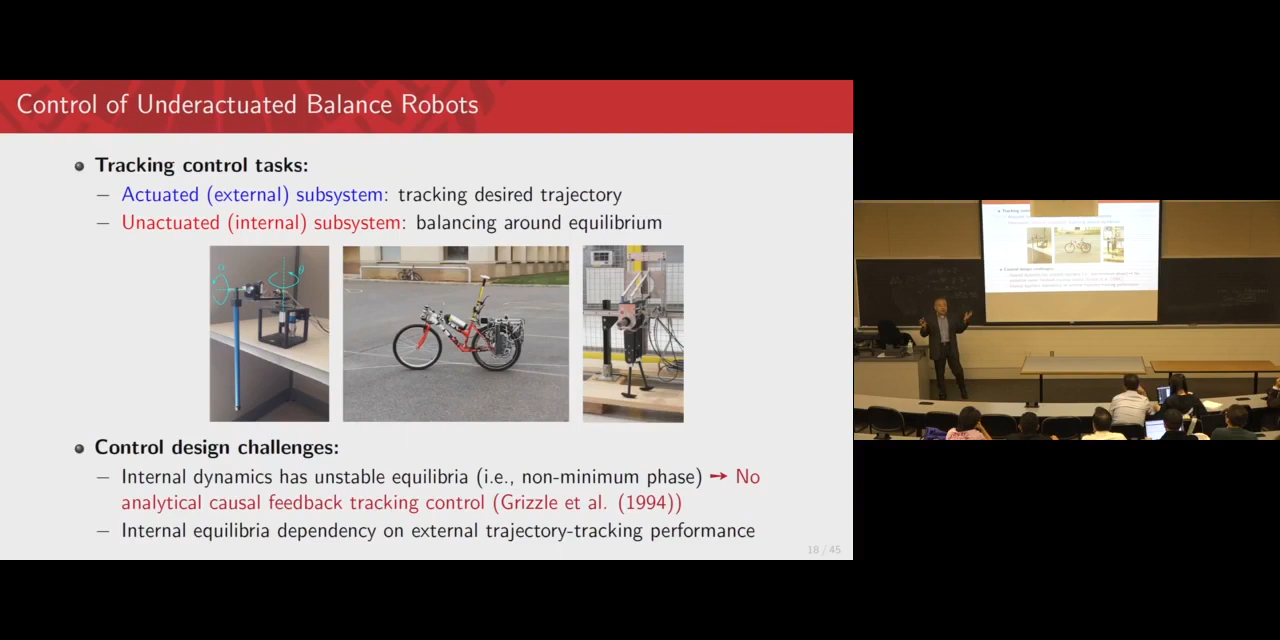 Control of Underactuated Balance Robots
Tracking control tasks:
– Actuated (external) subsystem: tracking desired trajectory
– Unactuated (internal) subsystem: balancing around equilibrium
θ
Control design challenges:
– Internal dynamics has unstable equilibria (i.e., non-minimum phase) → No
analytical causal feedback tracking control (Grizzle et al. (1994))
– Internal equilibria dependency on external trajectory-tracking performance
18 / 45